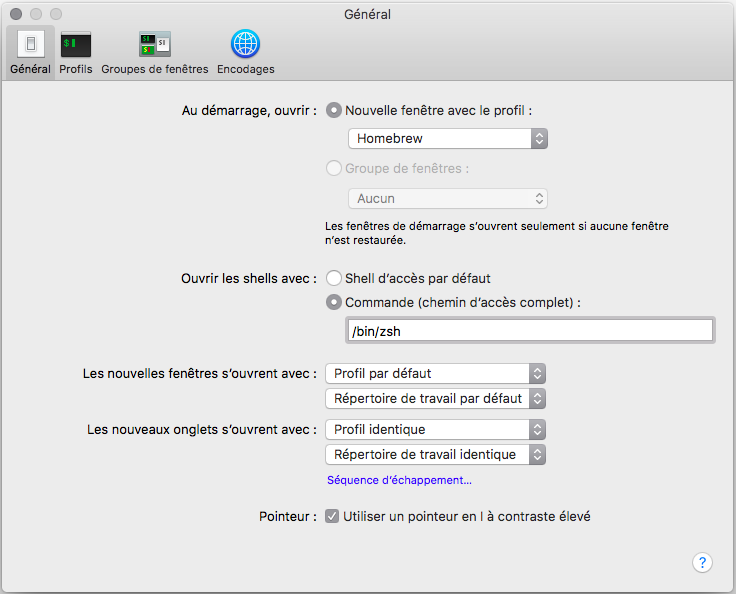 Général
Général Profils Groupes de fenêtres Encodages
Au démarrage, ouvrir : Nouvelle fenêtre avec le profil :
Homebrew
Groupe de fenêtres :
Aucun
Les fenêtres de démarrage s’ouvrent seulement si aucune fenêtre
n’est restaurée.
Ouvrir les shells avec : Shell d’accès par défaut
Commande (chemin d’accès complet) :
/bin/zsh
Les nouvelles fenêtres s’ouvrent avec : Profil par défaut
Répertoire de travail par défaut
Les nouveaux onglets s’ouvrent avec : Profil identique
Répertoire de travail identique
Séquence d’échappement...
Pointeur : Utiliser un pointeur en I à contraste élevé
?